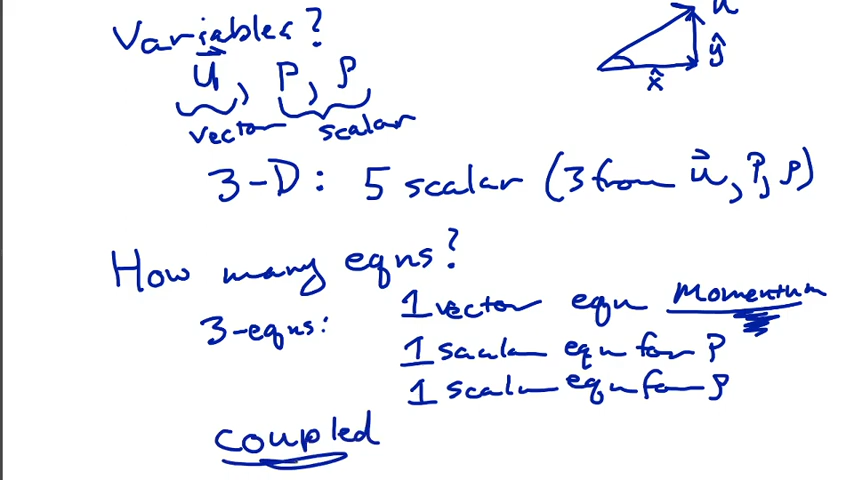 Variables?
u
ŷ
x̂
u⃗, P, ρ
vector scalar
3-D: 5 scalar (3 from u⃗, P, ρ)
How many eqns?
3-eqns: 1 vector eqn Momentum
1 scalar eqn for P
1 scalar eqn for ρ
coupled